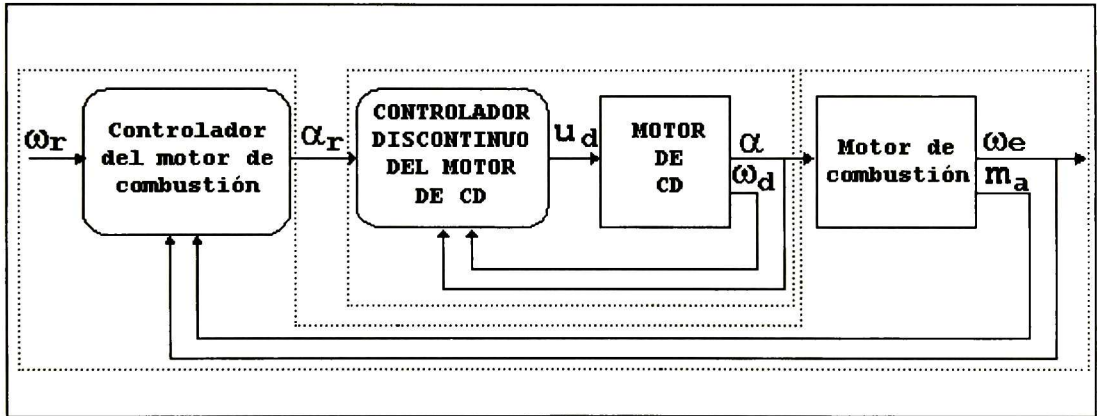 ωr
Controlador
del motor de
combustión
αr
CONTROLADOR
DISCONTINUO
DEL MOTOR
DE CD
ud
MOTOR
DE
CD
α
ωd
Motor de
combustión
ωe
ma